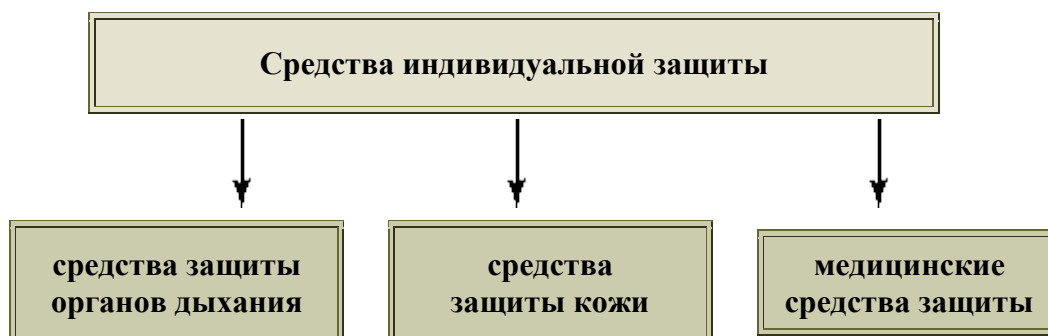 Средства индивидуальной защиты
средства защиты
органов дыхания
средства
защиты кожи
медицинские
средства защиты